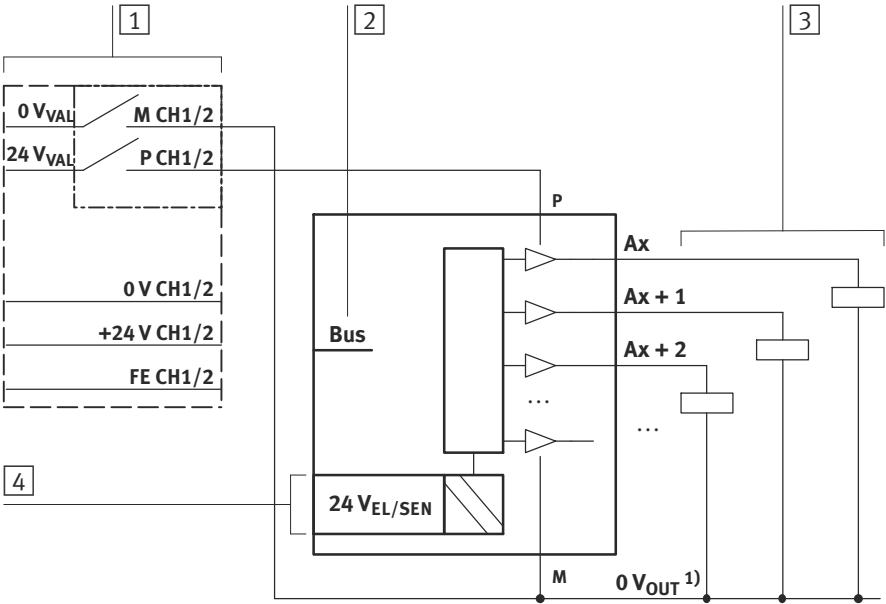 1
2
3
0 VVAL
M CH1/2
24 VVAL
P CH1/2
P
Ax
0 V CH1/2
Ax + 1
+24 V CH1/2
Bus
Ax + 2
FE CH1/2
...
...
4
24 VEL/SEN
M
0 VOUT 1)